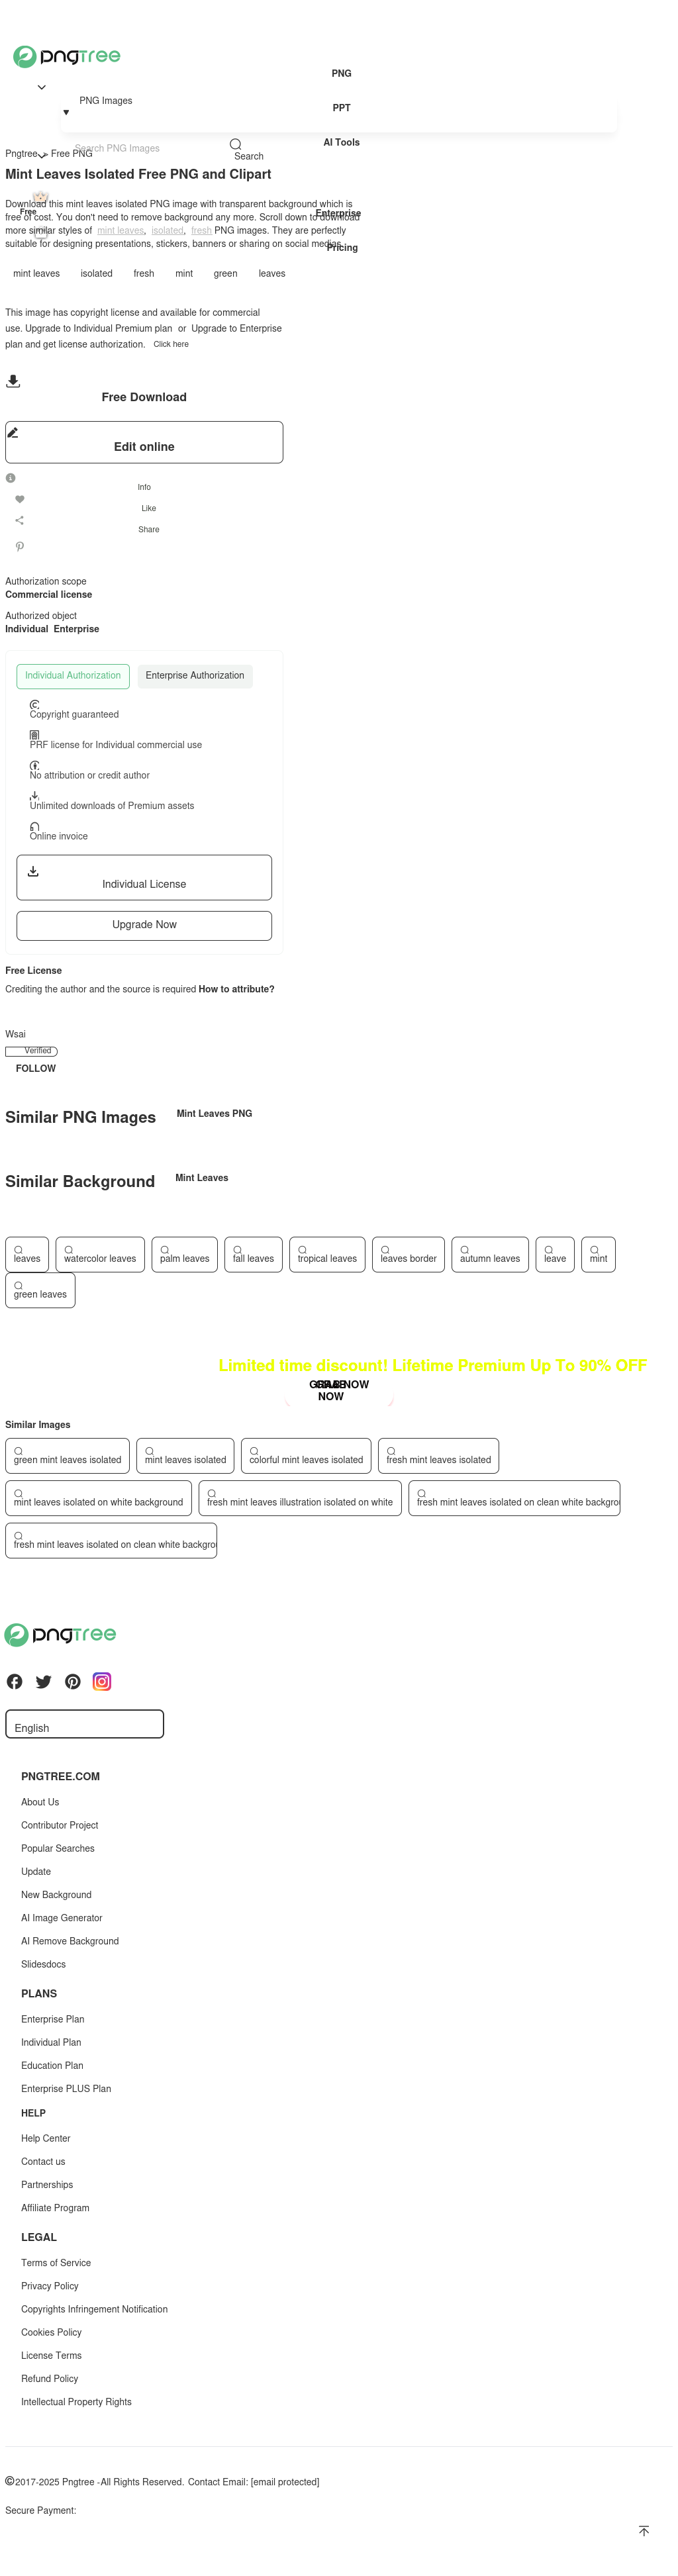 pngtree
PNG
PNG Images
PPT
AI Tools
Search PNG Images
Search
Pngtree > Free PNG
Mint Leaves Isolated Free PNG and Clipart
Download this mint leaves isolated PNG image with transparent background which is
Free
free of cost. You don't need to remove background any more. Scroll down to download
Enterprise
more similar styles of mint leaves, isolated, fresh PNG images. They are perfectly
suitable for designing presentations, stickers, banners or sharing on social medias.
Pricing
mint leaves isolated fresh mint green leaves
This image has copyright license and available for commercial
use. Upgrade to Individual Premium plan or Upgrade to Enterprise
plan and get license authorization. Click here
Free Download
Edit online
Info
Like
Share
Authorization scope
Commercial license
Authorized object
Individual Enterprise
Individual Authorization Enterprise Authorization
Copyright guaranteed
PRF license for Individual commercial use
No attribution or credit author
Unlimited downloads of Premium assets
Online invoice
Individual License
Upgrade Now
Free License
Crediting the author and the source is required How to attribute?
Wsai
Verified
FOLLOW
Similar PNG Images Mint Leaves PNG
Similar Background Mint Leaves
leaves watercolor leaves palm leaves fall leaves tropical leaves leaves border autumn leaves leave mint
green leaves
Limited time discount! Lifetime Premium Up To 90% OFF
GRAB NOW
GRAB
NOW
Similar Images
green mint leaves isolated mint leaves isolated colorful mint leaves isolated fresh mint leaves isolated
mint leaves isolated on white background fresh mint leaves illustration isolated on white fresh mint leaves isolated on clean white backgrou
fresh mint leaves isolated on clean white backgrou
pngtree
English
PNGTREE.COM
About Us
Contributor Project
Popular Searches
Update
New Background
AI Image Generator
AI Remove Background
Slidesdocs
PLANS
Enterprise Plan
Individual Plan
Education Plan
Enterprise PLUS Plan
HELP
Help Center
Contact us
Partnerships
Affiliate Program
LEGAL
Terms of Service
Privacy Policy
Copyrights Infringement Notification
Cookies Policy
License Terms
Refund Policy
Intellectual Property Rights
©2017-2025 Pngtree -All Rights Reserved. Contact Email: [email protected]
Secure Payment: